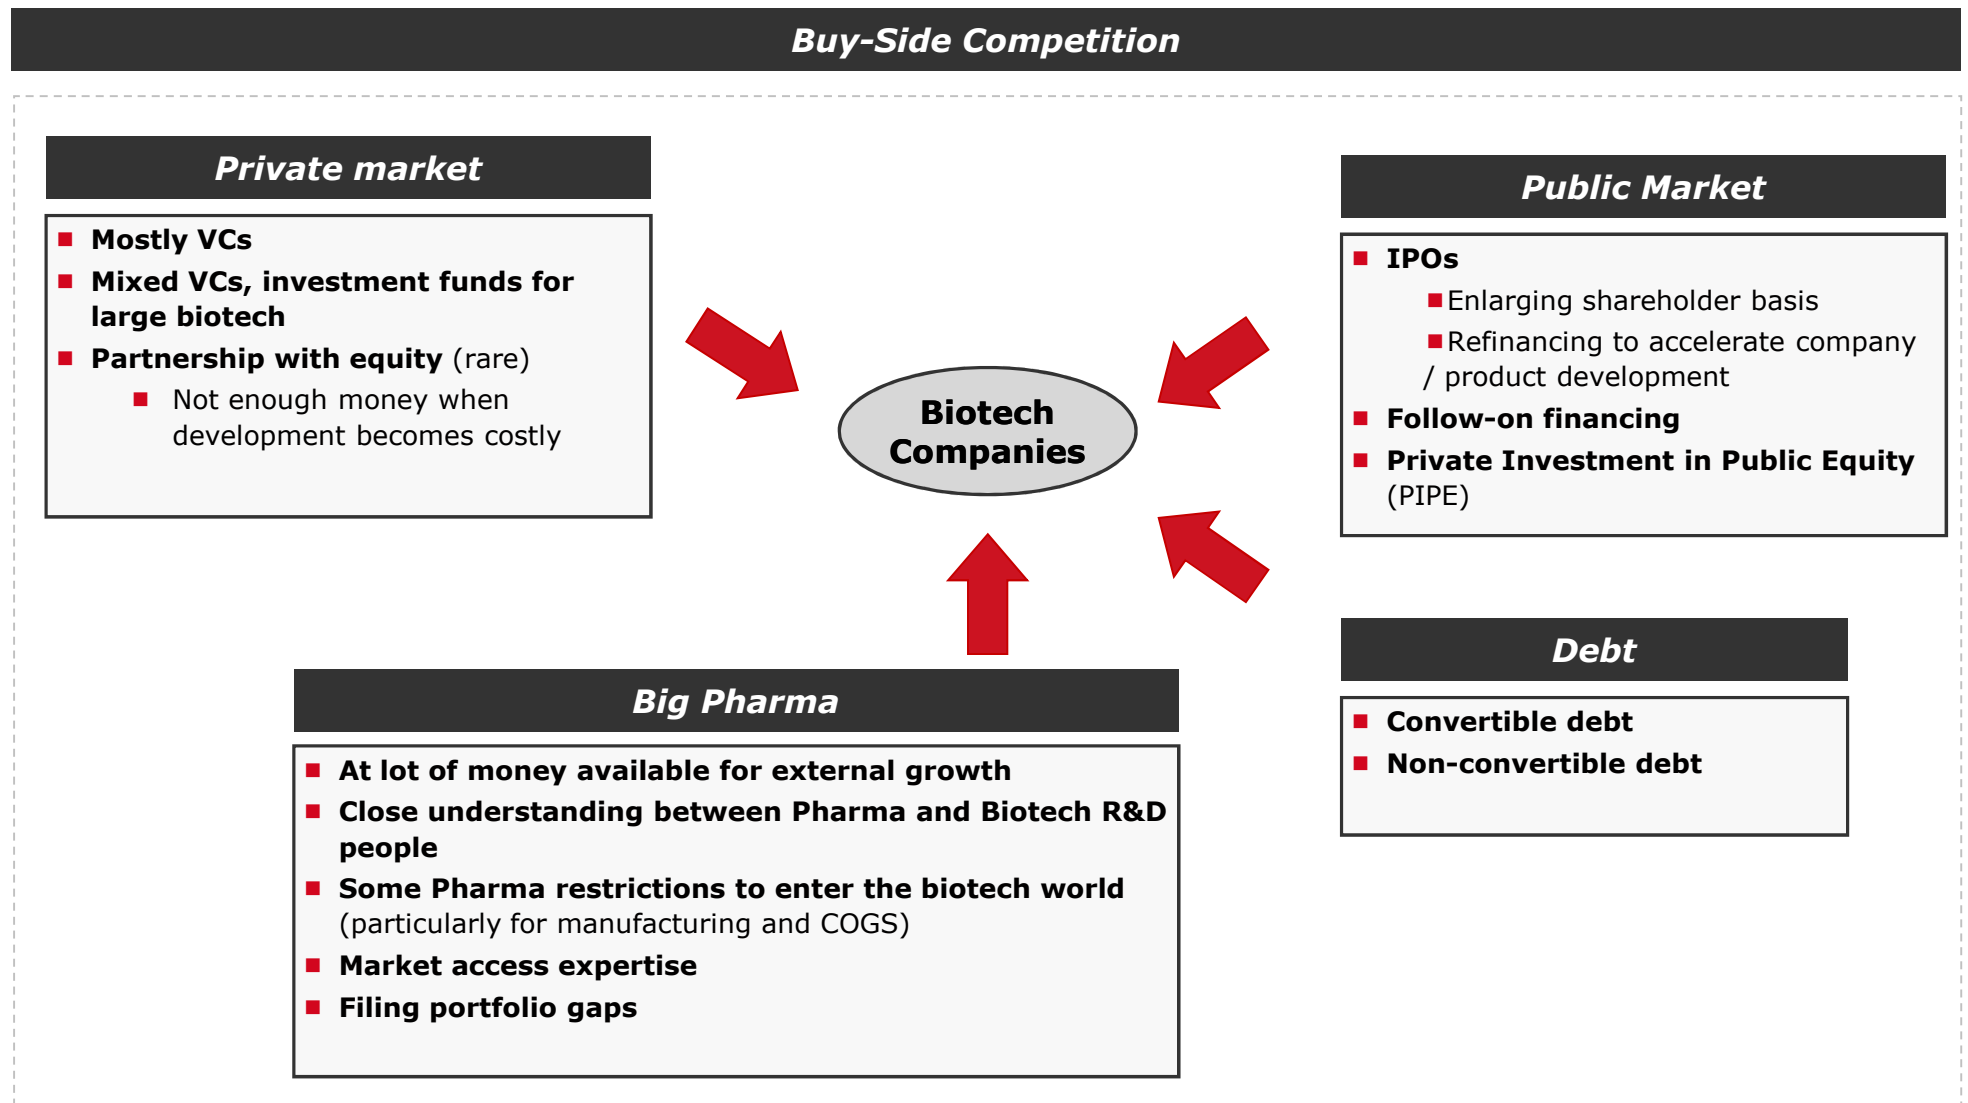 Buy-Side Competition
Private market
Mostly VCs
Mixed VCs, investment funds for
large biotech
Partnership with equity (rare)
Not enough money when
development becomes costly
Public Market
IPOs
Enlarging shareholder basis
Refinancing to accelerate company
/ product development
Follow-on financing
Private Investment in Public Equity
(PIPE)
Biotech
Companies
Big Pharma
At lot of money available for external growth
Close understanding between Pharma and Biotech R&D
people
Some Pharma restrictions to enter the biotech world
(particularly for manufacturing and COGS)
Market access expertise
Filing portfolio gaps
Debt
Convertible debt
Non-convertible debt